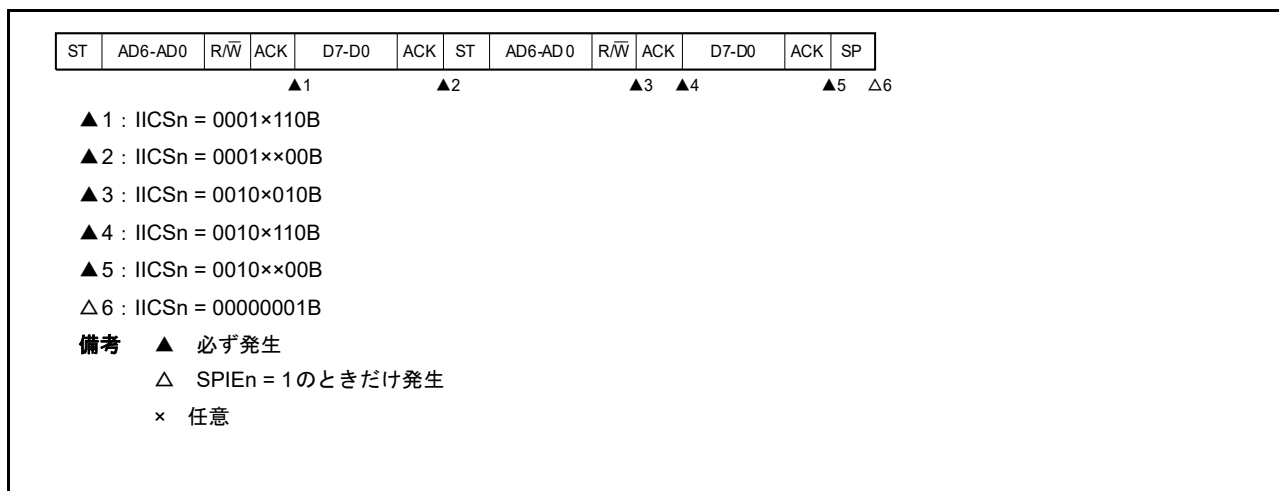 ST AD6-AD0 R/W̅ ACK D7-D0 ACK ST AD6-AD0 R/W̅ ACK D7-D0 ACK SP
▲1 ▲2 ▲3 ▲4 ▲5 △6
▲1：IICSn = 0001×110B
▲2：IICSn = 0001××00B
▲3：IICSn = 0010×010B
▲4：IICSn = 0010×110B
▲5：IICSn = 0010××00B
△6：IICSn = 00000001B
備考 ▲ 必ず発生
△ SPIEn = 1のときだけ発生
× 任意